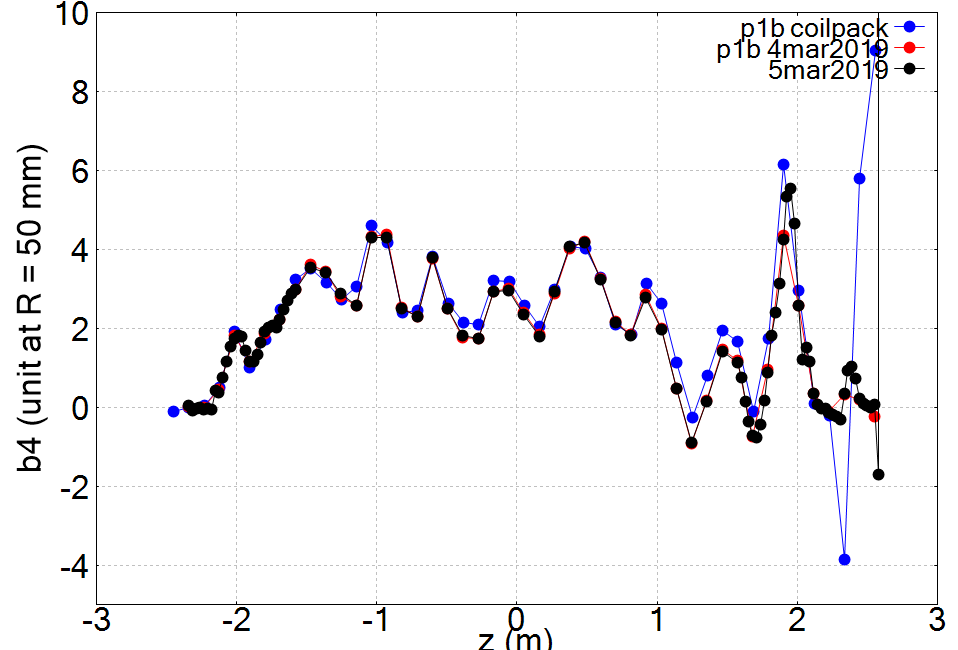 10
8
6
4
2
0
-2
-4
b4 (unit at R = 50 mm)
p1b coilpack
p1b 4mar2019
5mar2019
-3 -2 -1 0 1 2 3
z (m)